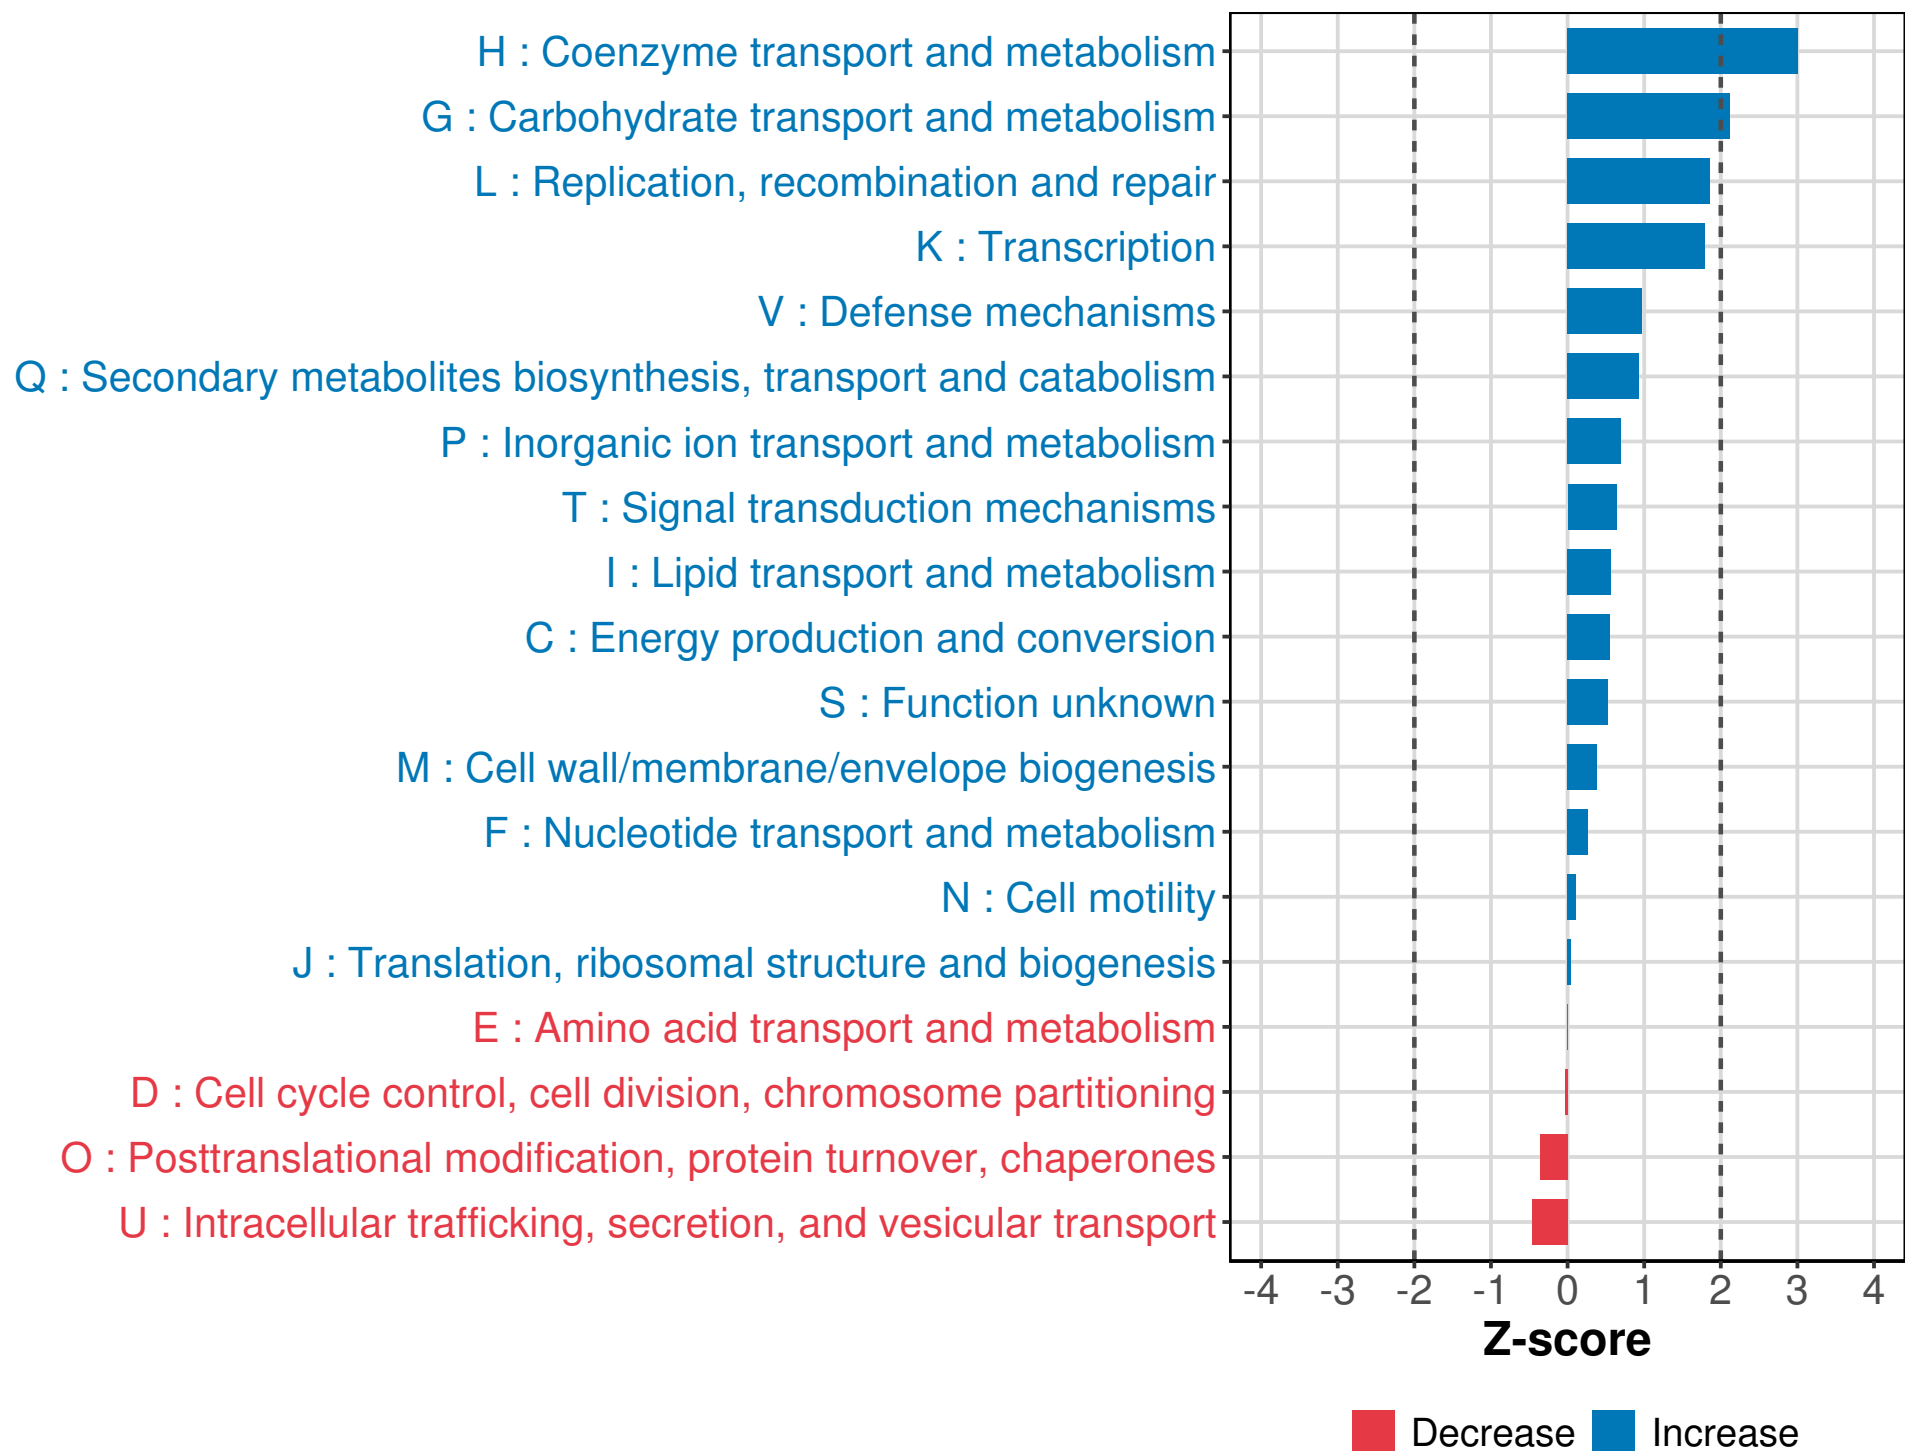 H : Coenzyme transport and metabolism
G : Carbohydrate transport and metabolism
L : Replication, recombination and repair
K : Transcription
V : Defense mechanisms
Q : Secondary metabolites biosynthesis, transport and catabolism
P : Inorganic ion transport and metabolism
T : Signal transduction mechanisms
I : Lipid transport and metabolism
C : Energy production and conversion
S : Function unknown
M : Cell wall/membrane/envelope biogenesis
F : Nucleotide transport and metabolism
N : Cell motility
J : Translation, ribosomal structure and biogenesis
E : Amino acid transport and metabolism
D : Cell cycle control, cell division, chromosome partitioning
O : Posttranslational modification, protein turnover, chaperones
U : Intracellular trafficking, secretion, and vesicular transport
-4 -3 -2 -1 0 1 2 3 4
Z-score
Decrease Increase